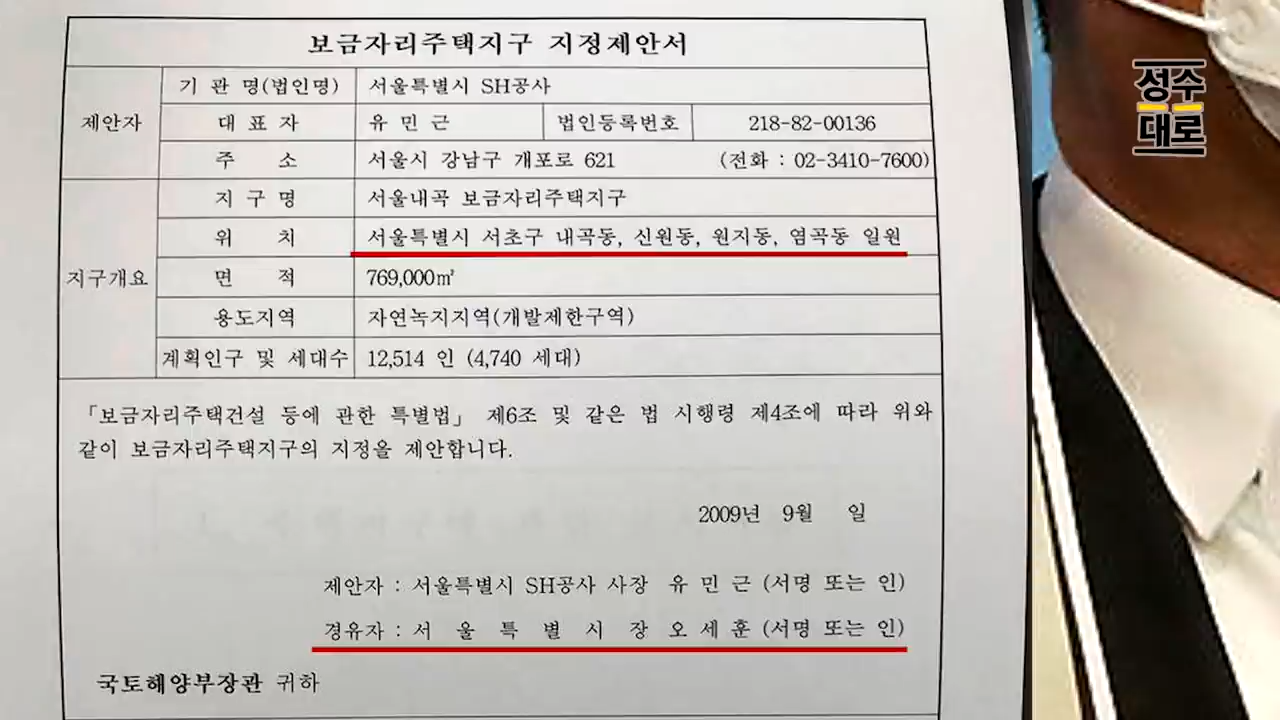 보금자리주택지구 지정제안서
제안자
기 관 명(법인명) 서울특별시 SH공사
대 표 자 유 민 근 법인등록번호 218-82-00136
주 소 서울시 강남구 개포로 621 (전화 : 02-3410-7600)
지구개요
지 구 명 서울내곡 보금자리주택지구
위 치 서울특별시 서초구 내곡동, 신원동, 원지동, 염곡동 일원
면 적 769,000㎡
용도지역 자연녹지지역(개발제한구역)
계획인구 및 세대수 12,514 인 (4,740 세대)
「보금자리주택건설 등에 관한 특별법」 제6조 및 같은 법 시행령 제4조에 따라 위와
같이 보금자리주택지구의 지정을 제안합니다.
2009년 9월 일
제안자 : 서울특별시 SH공사 사장 유 민 근 (서명 또는 인)
경유자 : 서 울 특 별 시 장 오 세 훈 (서명 또는 인)
국토해양부장관 귀하
성수
대로